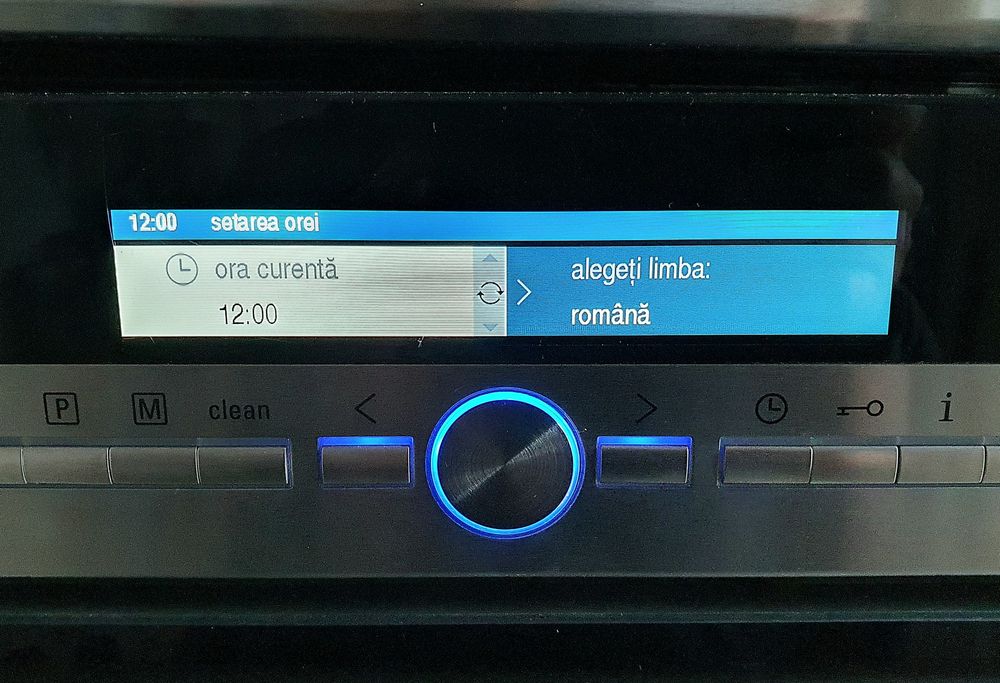 12:00 setarea orei
ora curentă
12:00
alegeți limba:
română
P M clean < > i